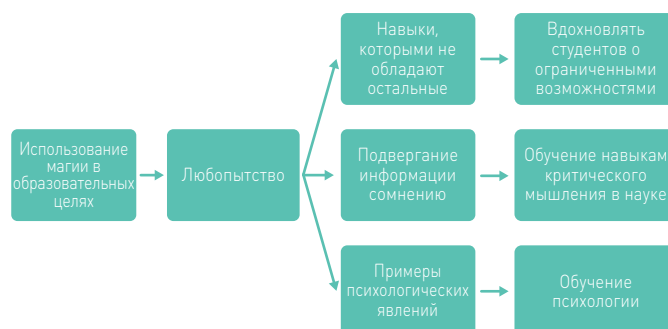 Использование
магии в
образовательных
целях
Любопытство
Навыки,
которыми не
обладают
остальные
Вдохновлять
студентов о
ограниченными
возможностями
Подвергание
информации
сомнению
Обучение навыкам
критического
мышления в науке
Примеры
психологических
явлений
Обучение
психологии